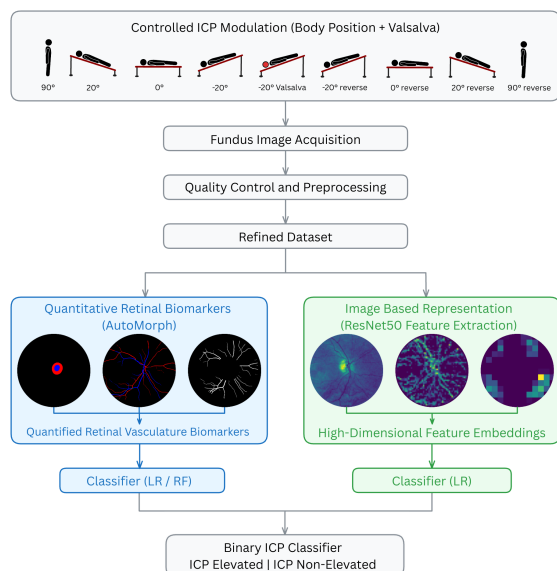 Controlled ICP Modulation (Body Position + Valsalva)
90° 20° 0° -20° -20° Valsalva -20° reverse 0° reverse 20° reverse 90° reverse
Fundus Image Acquisition
Quality Control and Preprocessing
Refined Dataset
Quantitative Retinal Biomarkers
(AutoMorph)
Quantified Retinal Vasculature Biomarkers
Classifier (LR / RF)
Image Based Representation
(ResNet50 Feature Extraction)
High-Dimensional Feature Embeddings
Classifier (LR)
Binary ICP Classifier
ICP Elevated | ICP Non-Elevated